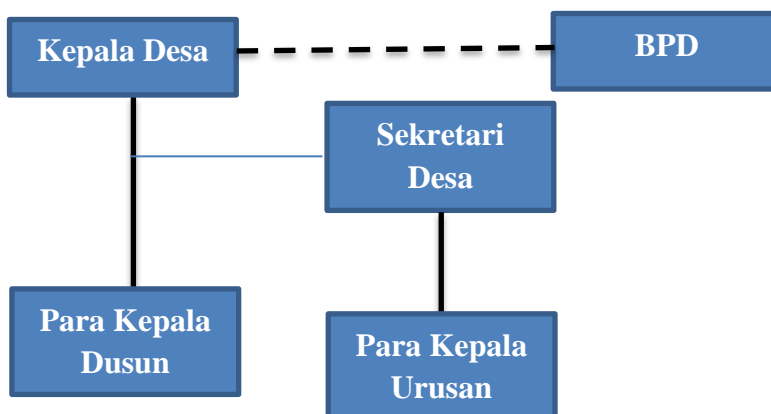 Kepala Desa
BPD
Sekretari
Desa
Para Kepala
Dusun
Para Kepala
Urusan